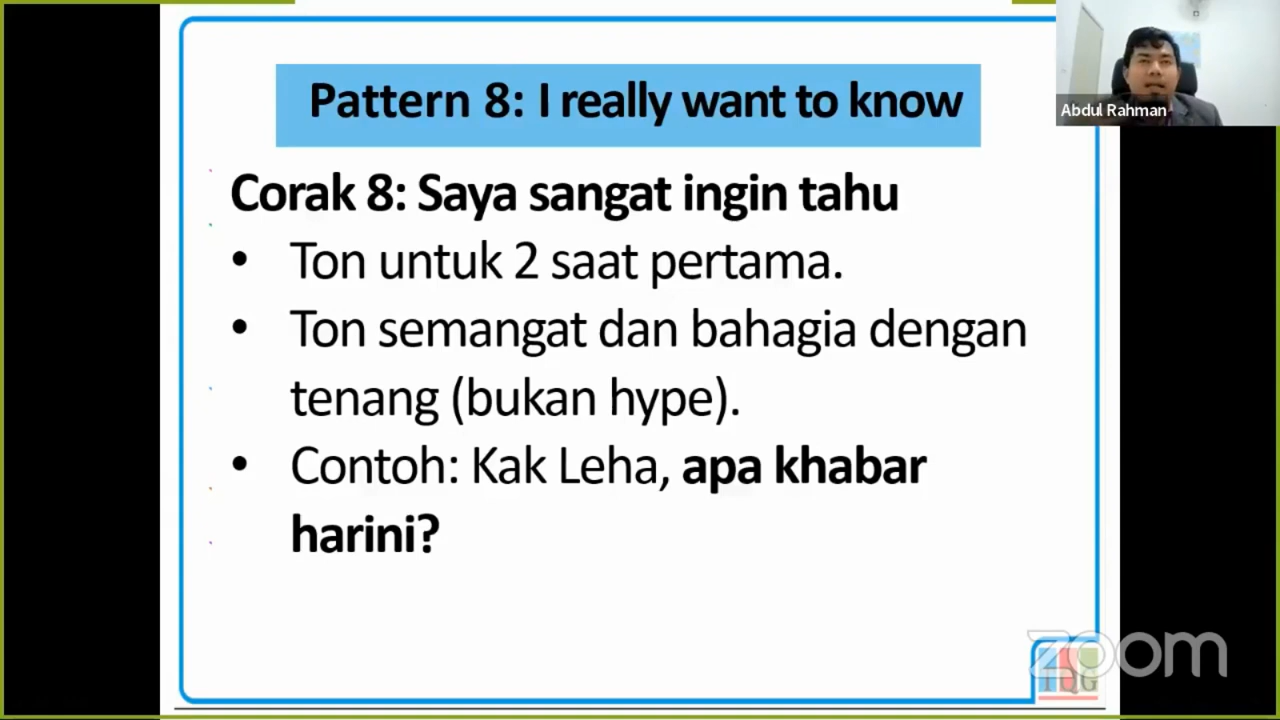 Pattern 8: I really want to know
Abdul Rahman
Corak 8: Saya sangat ingin tahu
• Ton untuk 2 saat pertama.
• Ton semangat dan bahagia dengan
tenang (bukan hype).
• Contoh: Kak Leha, apa khabar
harini?
zoom
TQG